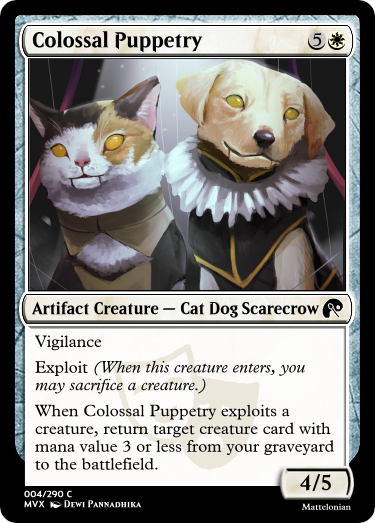 Colossal Puppetry 5
Artifact Creature — Cat Dog Scarecrow
Vigilance
Exploit (When this creature enters, you
may sacrifice a creature.)
When Colossal Puppetry exploits a
creature, return target creature card with
mana value 3 or less from your graveyard
to the battlefield.
4/5
004/290 C
MVX Dewi Pannadhika
Mattelonian